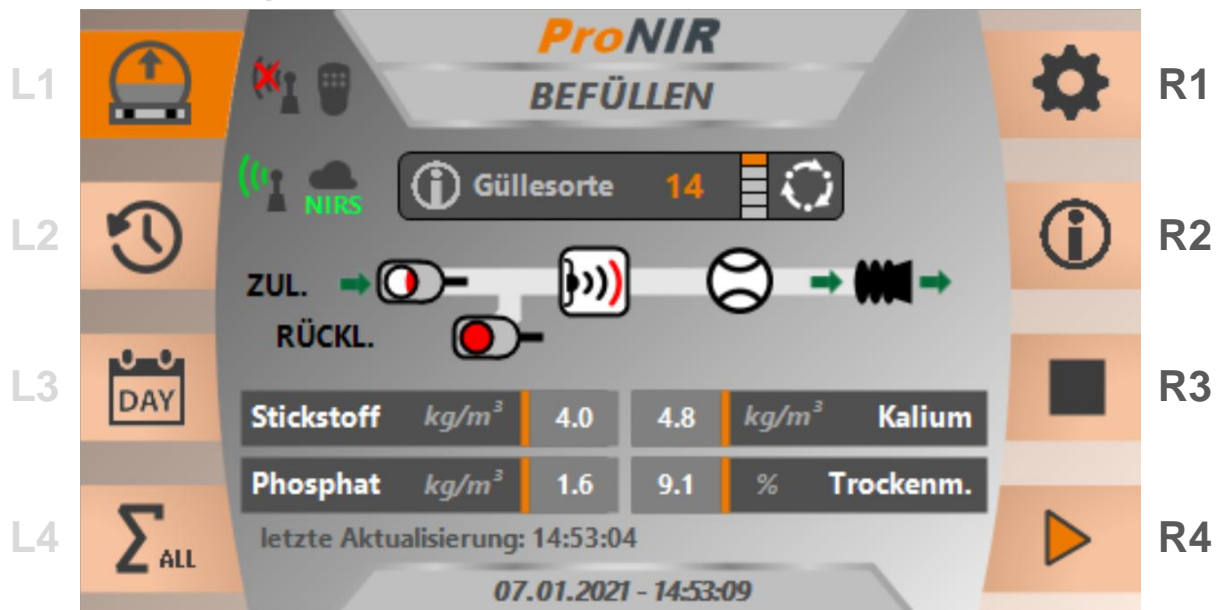 ProNIR
L1
R1
BEFÜLLEN
Güllesorte 14
NIRS
L2
R2
ZUL.
RÜCKL.
L3
DAY
R3
Stickstoff kg/m³ 4.0 4.8 kg/m³ Kalium
Phosphat kg/m³ 1.6 9.1 % Trockenm.
L4
ALL
letzte Aktualisierung: 14:53:04
R4
07.01.2021 - 14:53:09